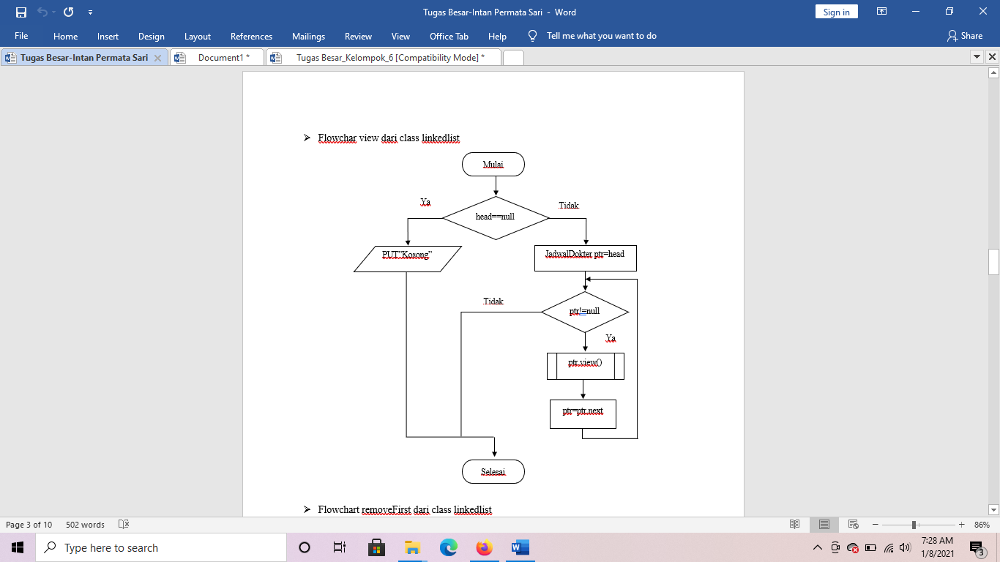 Tugas Besar-Intan Permata Sari - Word
Sign in
File Home Insert Design Layout References Mailings Review View Office Tab Help Tell me what you want to do Share
Tugas Besar-Intan Permata Sari Document1 * Tugas Besar_Kelompok_6 [Compatibility Mode] *
Flowchar view dari class linkedlist
Mulai
Ya
Tidak
head==null
PUT"Kosong"
JadwalDokter ptr=head
Tidak
ptr!=null
Ya
ptr.view()
ptr=ptr.next
Selesai
Flowchart removeFirst dari class linkedlist
Page 3 of 10 502 words 86%
Type here to search
7:28 AM
1/8/2021
3